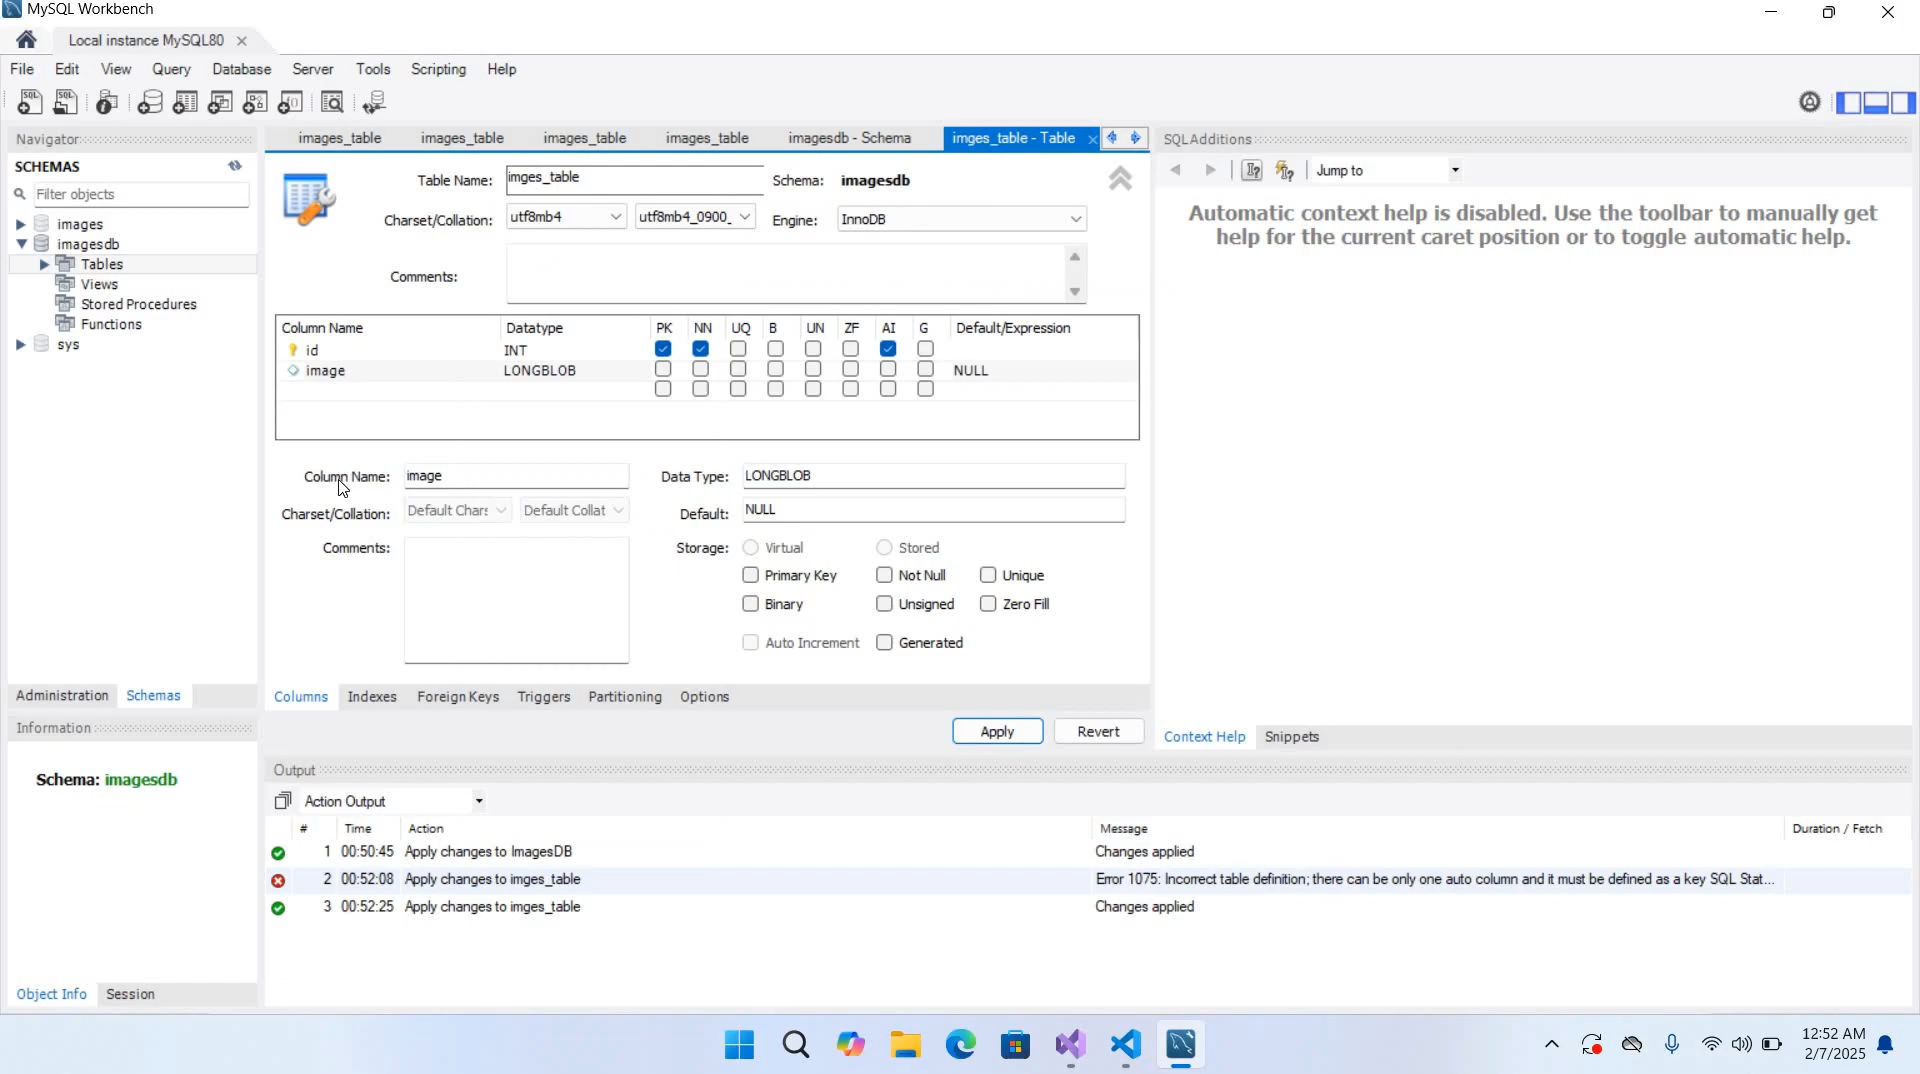 MySQL Workbench
Local instance MySQL80
File Edit View Query Database Server Tools Scripting Help
Navigator
SCHEMAS
Filter objects
images
imagesdb
Tables
Views
Stored Procedures
Functions
sys
Administration Schemas
Information
Schema: imagesdb
Object Info Session
images_table images_table images_table images_table imagesdb - Schema imges_table - Table
Table Name: imges_table Schema: imagesdb
Charset/Collation: utf8mb4 utf8mb4_0900_ Engine: InnoDB
Comments:
Column Name Datatype PK NN UQ B UN ZF AI G Default/Expression
id INT
image LONGBLOB NULL
Column Name: image Data Type: LONGBLOB
Charset/Collation: Default Chars Default Collat Default: NULL
Comments: Storage: Virtual Stored
Primary Key Not Null Unique
Binary Unsigned Zero Fill
Auto Increment Generated
Columns Indexes Foreign Keys Triggers Partitioning Options
Apply Revert
SQLAdditions
Jump to
Automatic context help is disabled. Use the toolbar to manually get
help for the current caret position or to toggle automatic help.
Context Help Snippets
Output
Action Output
# Time Action Message Duration / Fetch
1 00:50:45 Apply changes to ImagesDB Changes applied
2 00:52:08 Apply changes to imges_table Error 1075: Incorrect table definition; there can be only one auto column and it must be defined as a key SQL Stat...
3 00:52:25 Apply changes to imges_table Changes applied
12:52 AM
2/7/2025